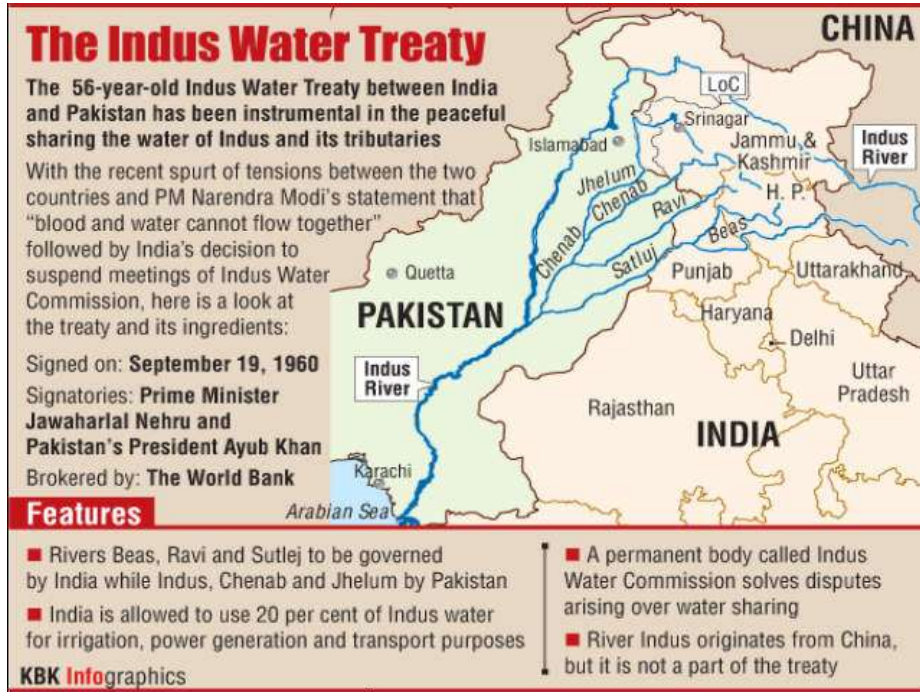 The Indus Water Treaty
The 56-year-old Indus Water Treaty between India
and Pakistan has been instrumental in the peaceful
sharing the water of Indus and its tributaries
With the recent spurt of tensions between the two
countries and PM Narendra Modi's statement that
"blood and water cannot flow together"
followed by India's decision to
suspend meetings of Indus Water
Commission, here is a look at
the treaty and its ingredients:
Signed on: September 19, 1960
Signatories: Prime Minister
Jawaharlal Nehru and
Pakistan's President Ayub Khan
Brokered by: The World Bank
CHINA
LoC
Srinagar
Islamabad
Jammu &
Kashmir
Indus
River
Jhelum
Chenab
Chenab
Ravi
H. P.
Beas
Satluj
Quetta
Punjab
Uttarakhand
PAKISTAN
Haryana
Delhi
Indus
River
Uttar
Pradesh
Rajasthan
INDIA
Karachi
Arabian Sea
Features
Rivers Beas, Ravi and Sutlej to be governed
by India while Indus, Chenab and Jhelum by Pakistan
India is allowed to use 20 per cent of Indus water
for irrigation, power generation and transport purposes
A permanent body called Indus
Water Commission solves disputes
arising over water sharing
River Indus originates from China,
but it is not a part of the treaty
KBK Infographics